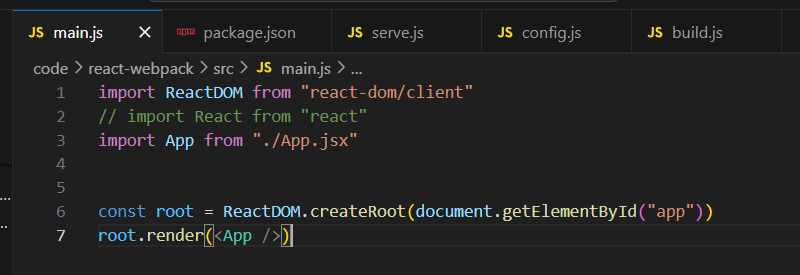 JS main.js × package.json JS serve.js JS config.js JS build.js
code > react-webpack > src > JS main.js > ...
1 import ReactDOM from "react-dom/client"
2 // import React from "react"
3 import App from "./App.jsx"
4
5
6 const root = ReactDOM.createRoot(document.getElementById("app"))
7 root.render(<App />)